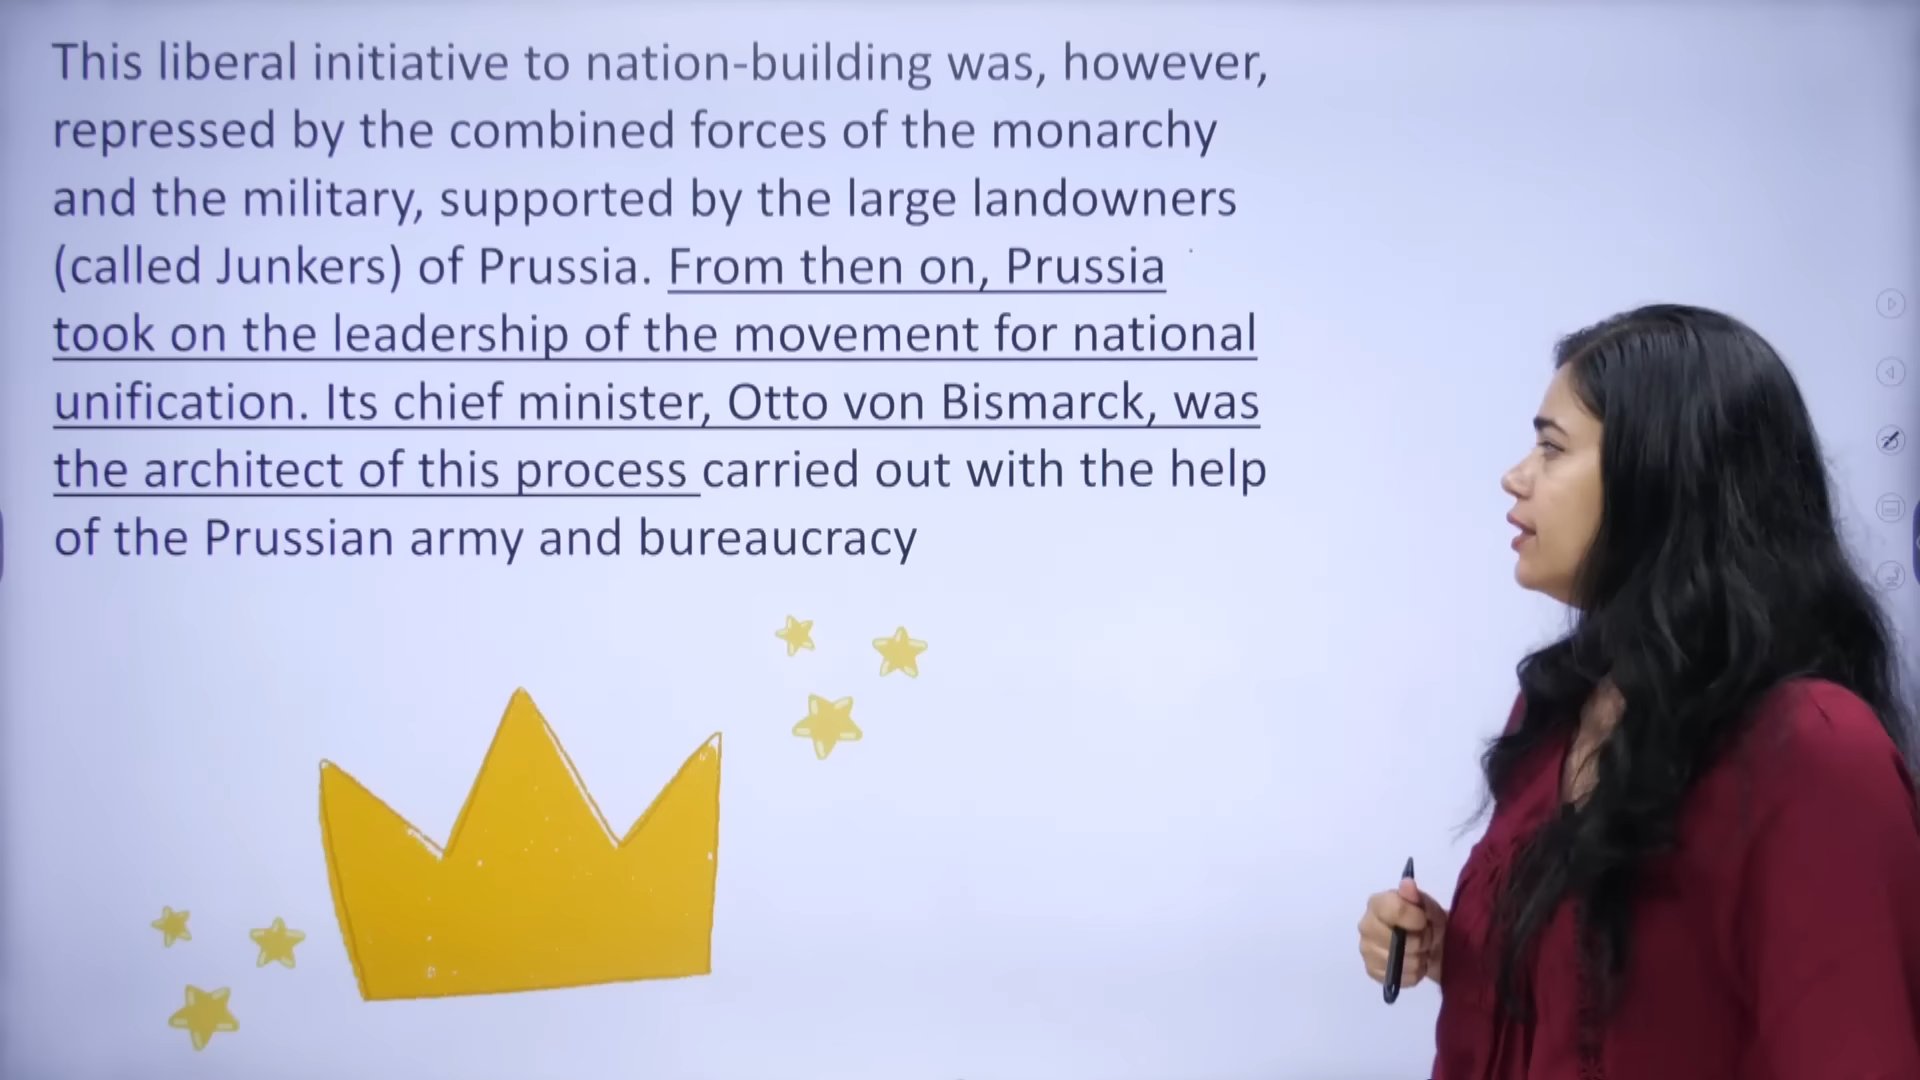 This liberal initiative to nation-building was, however,
repressed by the combined forces of the monarchy
and the military, supported by the large landowners
(called Junkers) of Prussia. From then on, Prussia
took on the leadership of the movement for national
unification. Its chief minister, Otto von Bismarck, was
the architect of this process carried out with the help
of the Prussian army and bureaucracy